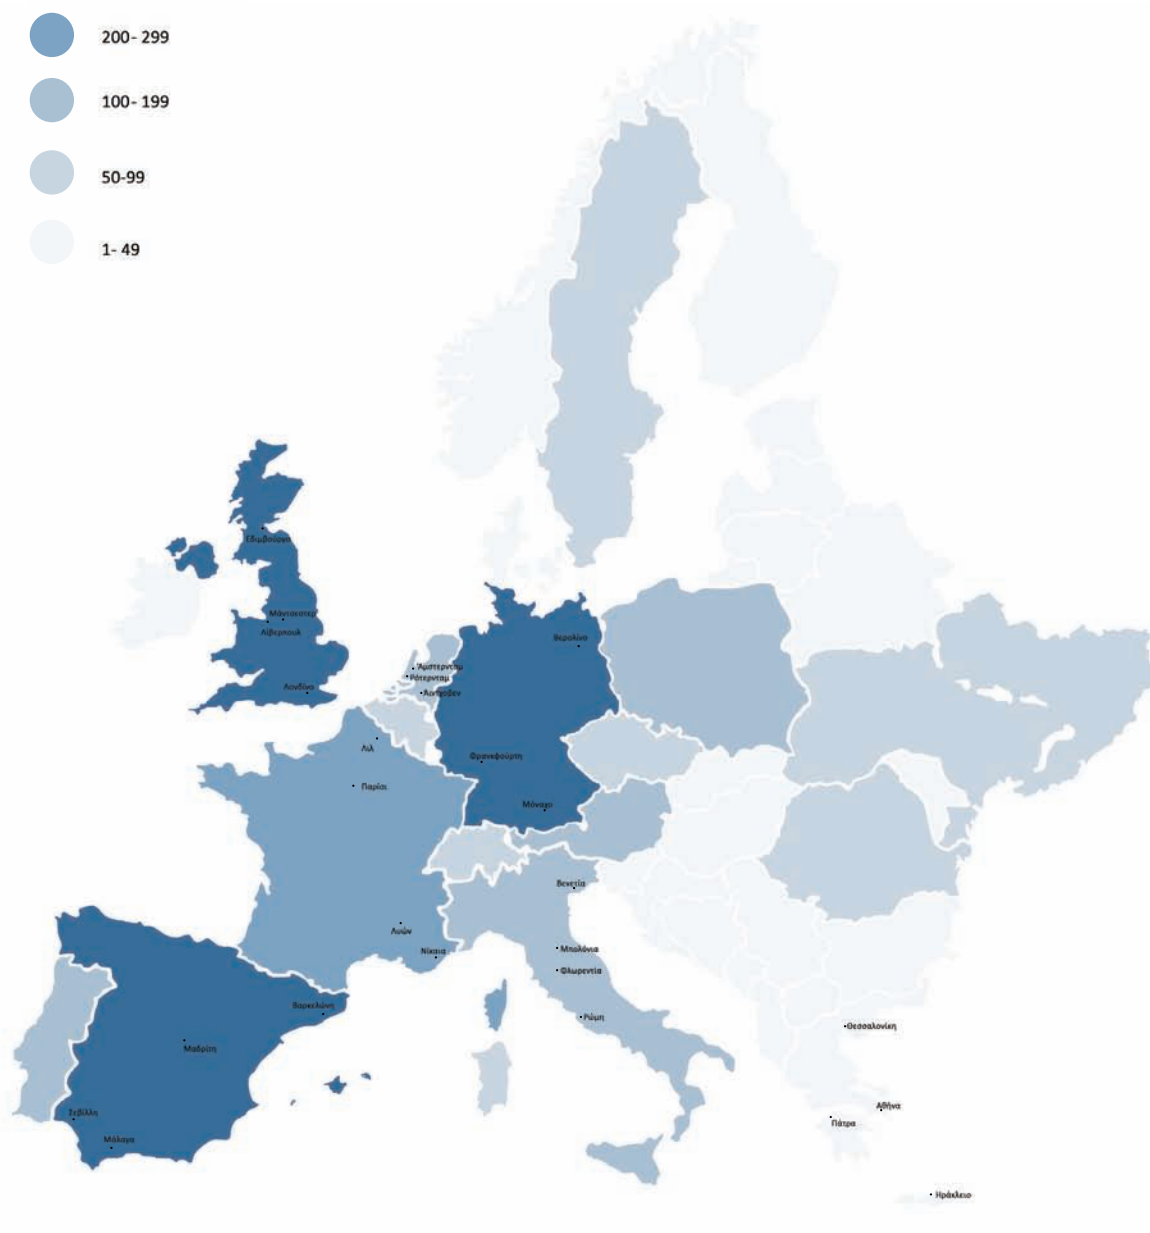 200- 299
100- 199
50-99
1- 49
Εδιμβούργο
Μάντσεστερ
Λίβερπουλ
Λονδίνο
Βερολίνο
Άμστερνταμ
Ρότερνταμ
Αιντχοβεν
Λιλ
Φρανκφούρτη
Παρίσι
Μόναχο
Βενετία
Λυών
Νίκαια
Μπολόνια
Φλωρεντία
Βαρκελώνη
Ρώμη
Θεσσαλονίκη
Μαδρίτη
Σεβίλλη
Αθήνα
Πάτρα
Μάλαγα
Ηράκλειο